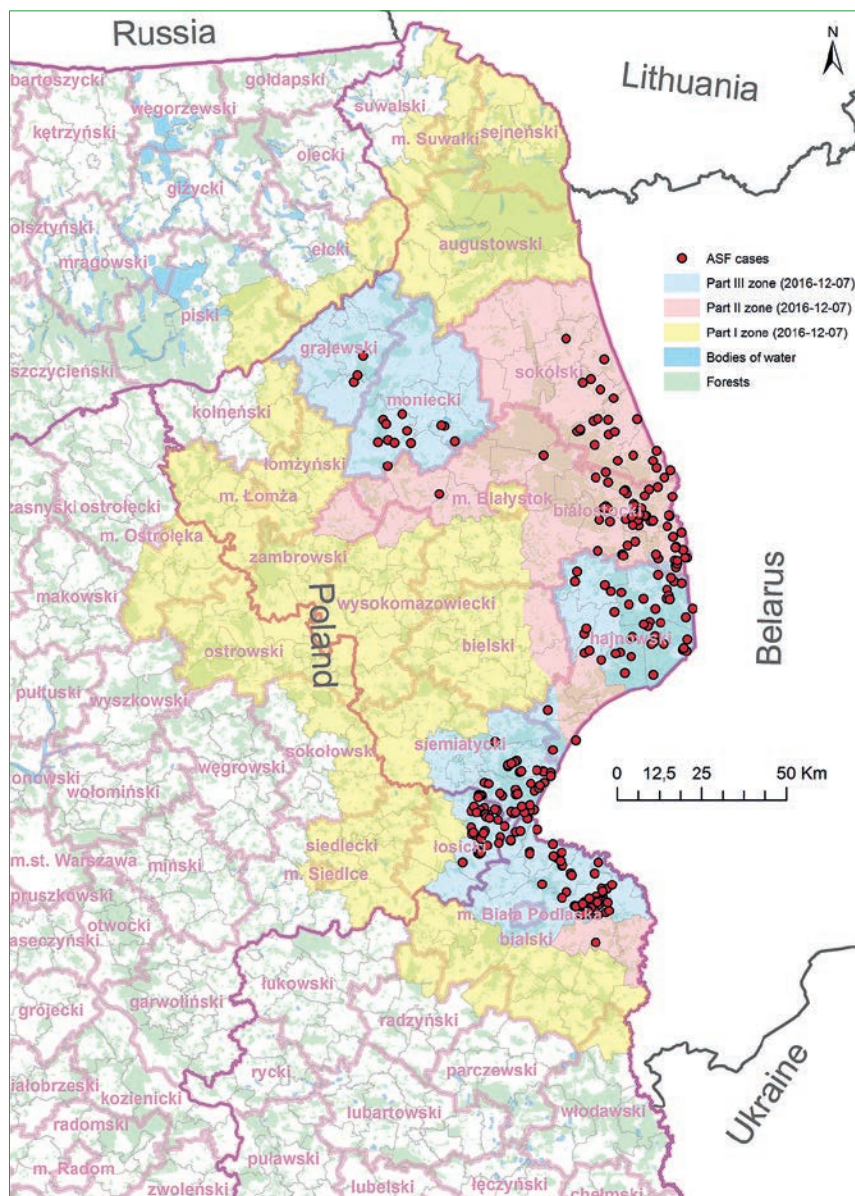 Russia
N
bartoszycki
gołdapski
węgorzewski
kętrzyński
suwalski
Lithuania
m. Suwałki
sejneński
olecki
giżycki
olsztyński
ełcki
augustowski
mrągowski
piski
szczycieński
ASF cases
Part III zone (2016-12-07)
Part II zone (2016-12-07)
Part I zone (2016-12-07)
Bodies of water
Forests
grajewski
sokólski
moniecki
kolneński
łomżyński
m. Łomża
m. Białystok
zasnyski
ostrołęcki
białostocki
m. Ostrołęka
zambrowski
makowski
Poland
wysokomazowiecki
Belarus
hajnowski
ostrowski
bielski
pułtuski
wyszkowski
sokołowski
siemiatycki
węgrowski
onowski
wołomiński
0 12,5 25 50 Km
siedlecki
łosicki
m.st. Warszawa
miński
m. Siedlce
pruszkowski
m. Biała Podlaska
otwocki
bialski
aseczyński
łukowski
garwoliński
grójecki
radzyński
rycki
parczewski
Ukraine
iałobrzeski
kozienicki
lubartowski
włodawski
radomski
puławski
m. Radom
zwoleński
lubelski
łęczyński
chełmski